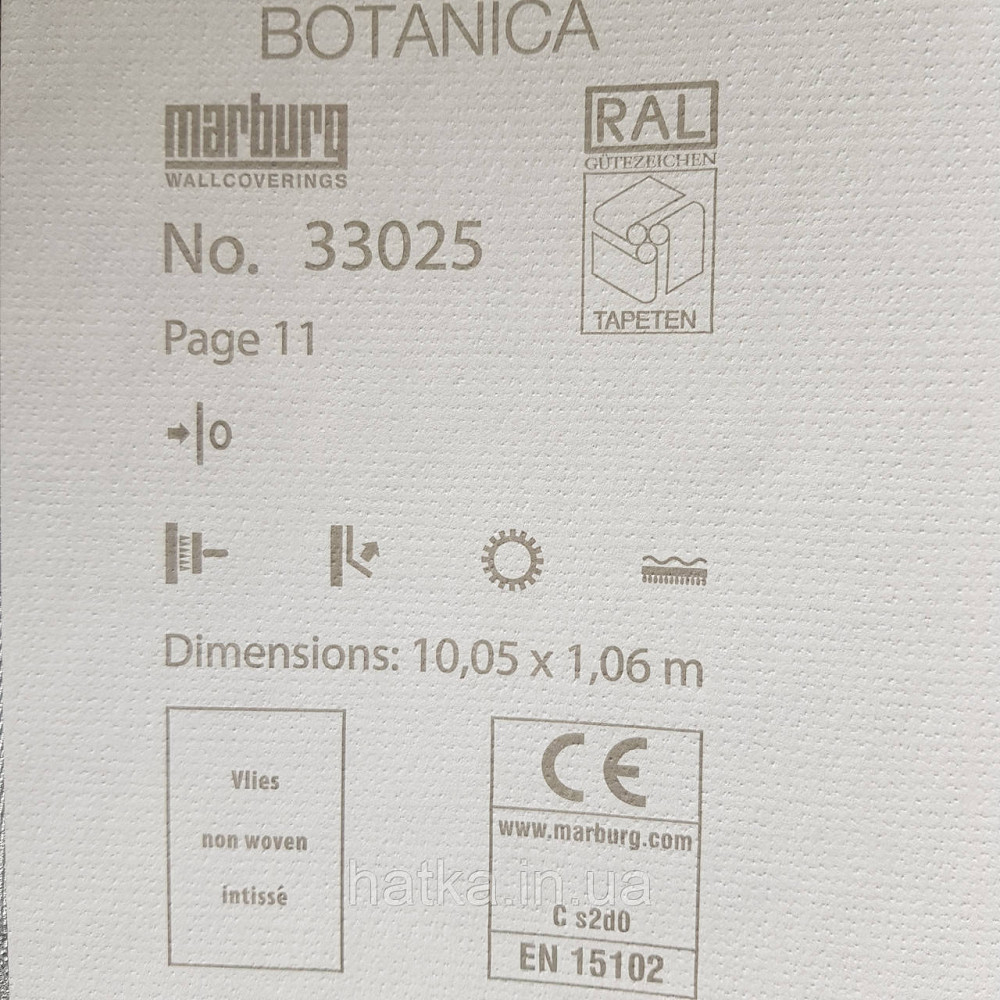 BOTANICA
marburg
WALLCOVERINGS
RAL
GÜTEZEICHEN
TAPETEN
No. 33025
Page 11
0
Dimensions: 10,05 x 1,06 m
Vlies
non woven
intissé
CE
www.marburg.com
C s2d0
EN 15102
hatka.in.ua